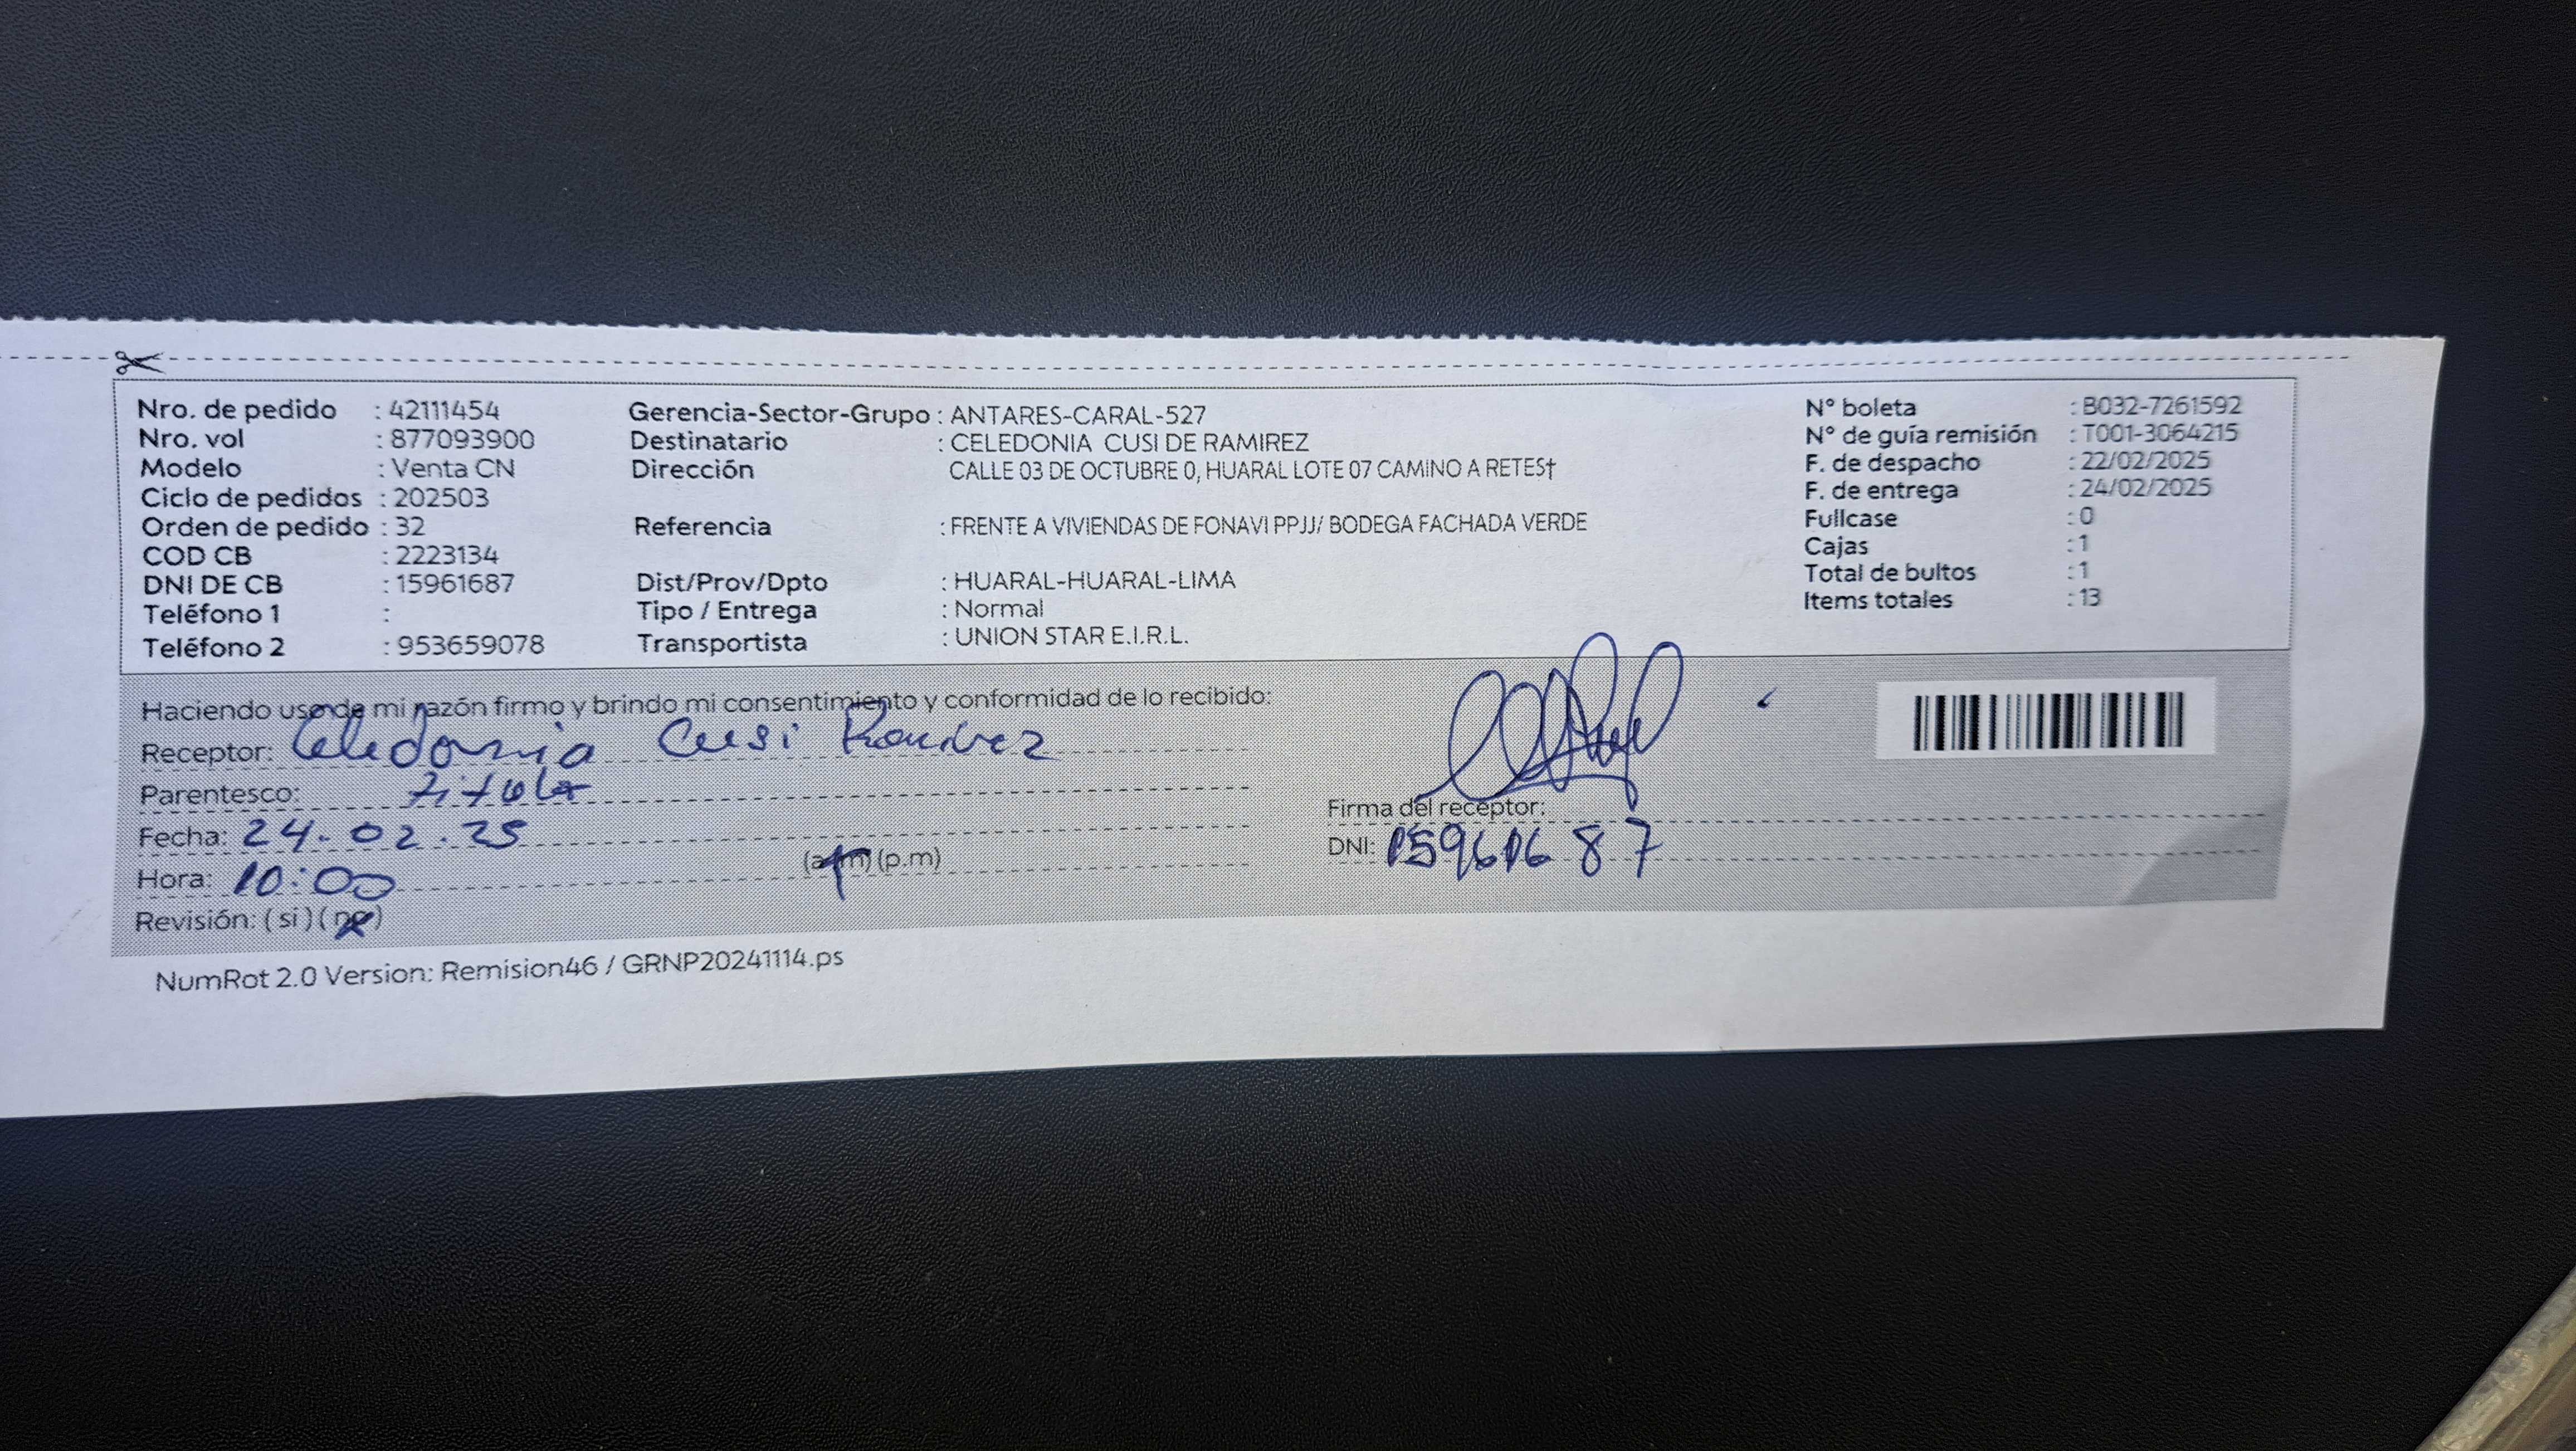 Nro. de pedido : 42111454
Nro. vol : 877093900
Modelo : Venta CN
Ciclo de pedidos : 202503
Orden de pedido : 32
COD CB : 2223134
DNI DE CB : 15961687
Teléfono 1 :
Teléfono 2 : 953659078
Gerencia-Sector-Grupo : ANTARES-CARAL-527
Destinatario : CELEDONIA CUSI DE RAMIREZ
Dirección CALLE 03 DE OCTUBRE 0, HUARAL LOTE 07 CAMINO A RETES†
Referencia : FRENTE A VIVIENDAS DE FONAVI PPJJ/ BODEGA FACHADA VERDE
Dist/Prov/Dpto : HUARAL-HUARAL-LIMA
Tipo / Entrega : Normal
Transportista : UNION STAR E.I.R.L.
N° boleta : B032-7261592
N° de guía remisión : T001-3064215
F. de despacho : 22/02/2025
F. de entrega : 24/02/2025
Fullcase : 0
Cajas : 1
Total de bultos : 1
Items totales : 13
Haciendo uso de mi razón firmo y brindo mi consentimiento y conformidad de lo recibido:
Receptor: Celedonia Cusi Ramirez
Parentesco: Titular
Fecha: 24-02-25
Hora: 10:00 (a.m) (p.m)
Revisión: (si) (no)
Firma del receptor:
DNI: 15961687
NumRot 2.0 Version: Remision46 / GRNP20241114.ps